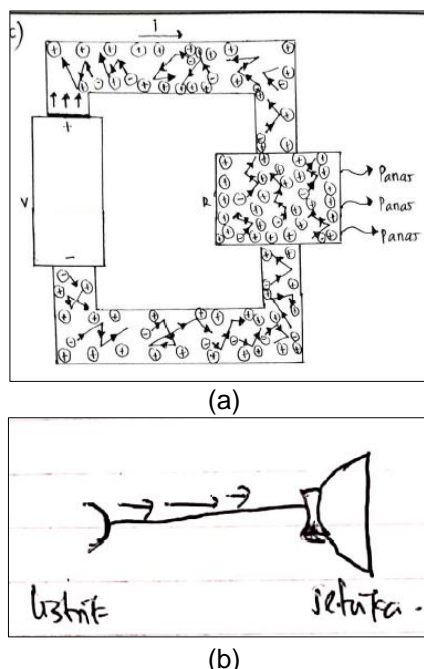 c)
i
+
V
-
R
Panas
Panas
Panas
(a)
listrik
setrika.
(b)